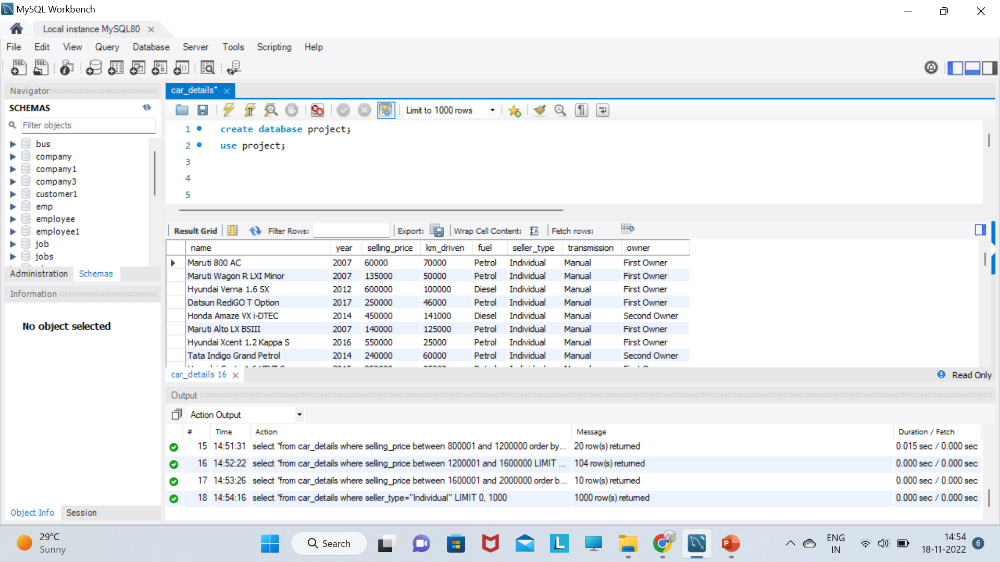 MySQL Workbench
Local instance MySQL80
File Edit View Query Database Server Tools Scripting Help
Navigator
SCHEMAS
Filter objects
bus
company
company1
company3
customer1
emp
employee
employee1
job
jobs
Administration Schemas
Information
No object selected
Object Info Session
car_details*
Limit to 1000 rows
1 create database project;
2 use project;
3
4
5
Result Grid Filter Rows: Export: Wrap Cell Content: Fetch rows:
name year selling_price km_driven fuel seller_type transmission owner
Maruti 800 AC 2007 60000 70000 Petrol Individual Manual First Owner
Maruti Wagon R LXI Minor 2007 135000 50000 Petrol Individual Manual First Owner
Hyundai Verna 1.6 SX 2012 600000 100000 Diesel Individual Manual First Owner
Datsun RediGO T Option 2017 250000 46000 Petrol Individual Manual First Owner
Honda Amaze VX i-DTEC 2014 450000 141000 Diesel Individual Manual Second Owner
Maruti Alto LX BSIII 2007 140000 125000 Petrol Individual Manual First Owner
Hyundai Xcent 1.2 Kappa S 2016 550000 25000 Petrol Individual Manual First Owner
Tata Indigo Grand Petrol 2014 240000 60000 Petrol Individual Manual Second Owner
car_details 16
Read Only
Output
Action Output
# Time Action Message Duration / Fetch
15 14:51:31 select *from car_details where selling_price between 800001 and 1200000 order by... 20 row(s) returned 0.015 sec / 0.000 sec
16 14:52:22 select *from car_details where selling_price between 1200001 and 1600000 LIMIT ... 104 row(s) returned 0.000 sec / 0.000 sec
17 14:53:26 select *from car_details where selling_price between 1600001 and 2000000 order b... 10 row(s) returned 0.000 sec / 0.000 sec
18 14:54:16 select *from car_details where seller_type="Individual" LIMIT 0, 1000 1000 row(s) returned 0.000 sec / 0.000 sec
29°C
Sunny
Search
ENG
IN
14:54
18-11-2022
6